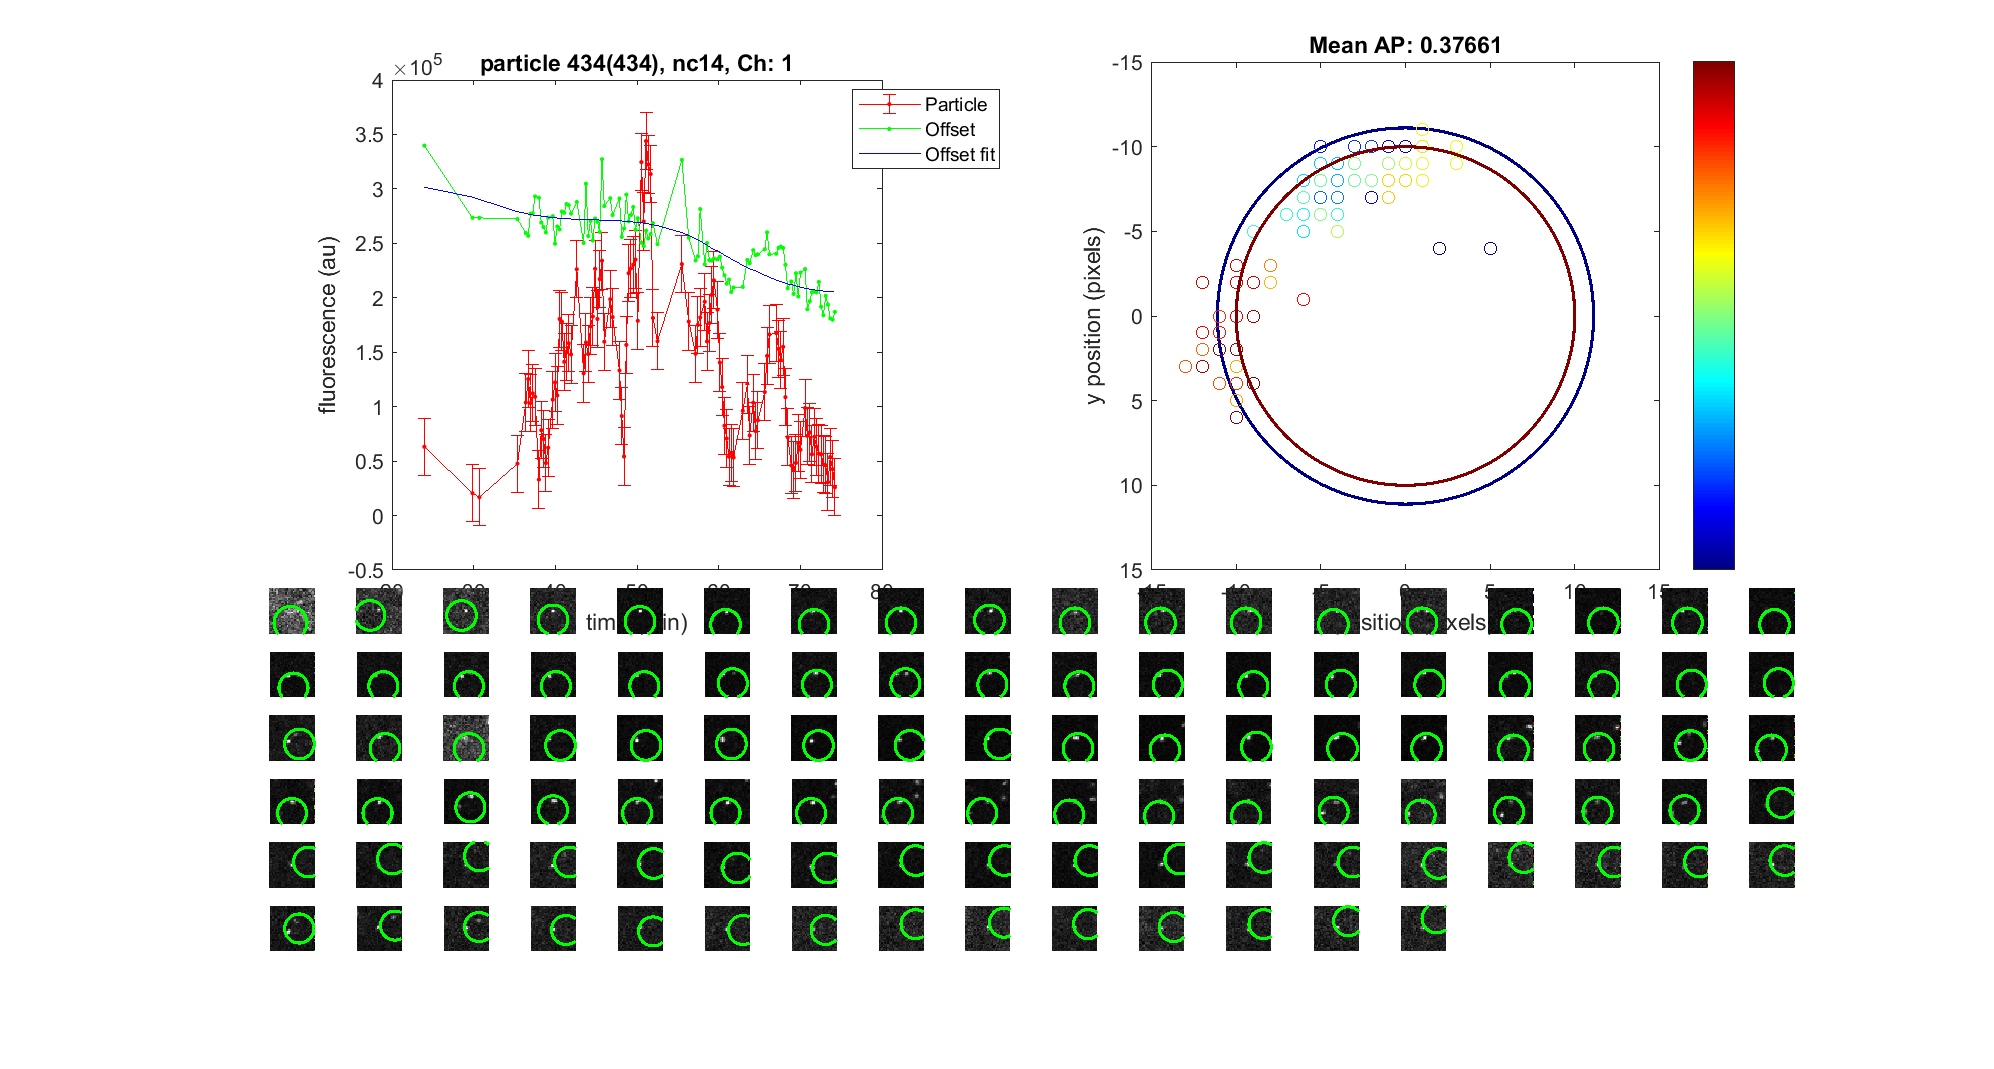 particle 434(434), nc14, Ch: 1
×10^5
4
3.5
3
2.5
2
1.5
1
0.5
0
-0.5
fluorescence (au)
Particle
Offset
Offset fit
Mean AP: 0.37661
-15
-10
-5
0
5
10
15
y position (pixels)